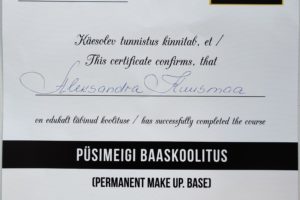 Käesolev tunnistus kinnitab, et /
This certificate confirms, that
Aleksandra Kuusmaa
on edukalt läbinud koolituse / has successfully completed the course
PÜSIMEIGI BAASKOOLITUS
(PERMANENT MAKE UP. BASE)